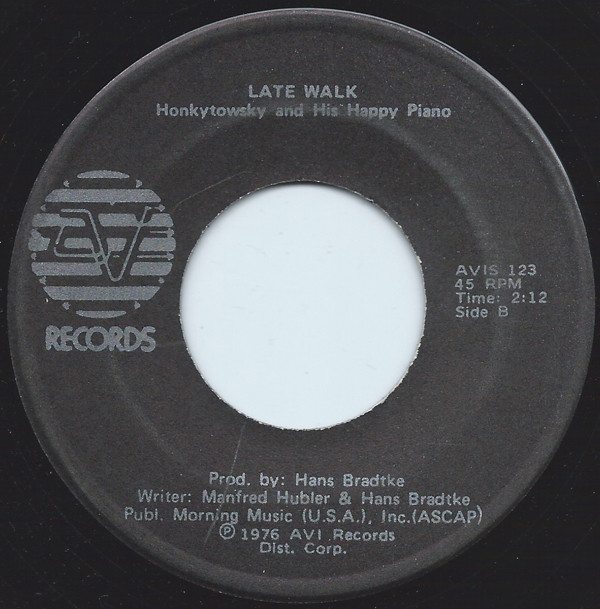 LATE WALK
Honkytowsky and His Happy Piano
AVI
RECORDS
AVIS 123
45 RPM
Time: 2:12
Side B
Prod. by: Hans Bradtke
Writer: Manfred Hubler & Hans Bradtke
Publ. Morning Music (U.S.A.), Inc.(ASCAP)
℗ 1976 AVI Records
Dist. Corp.